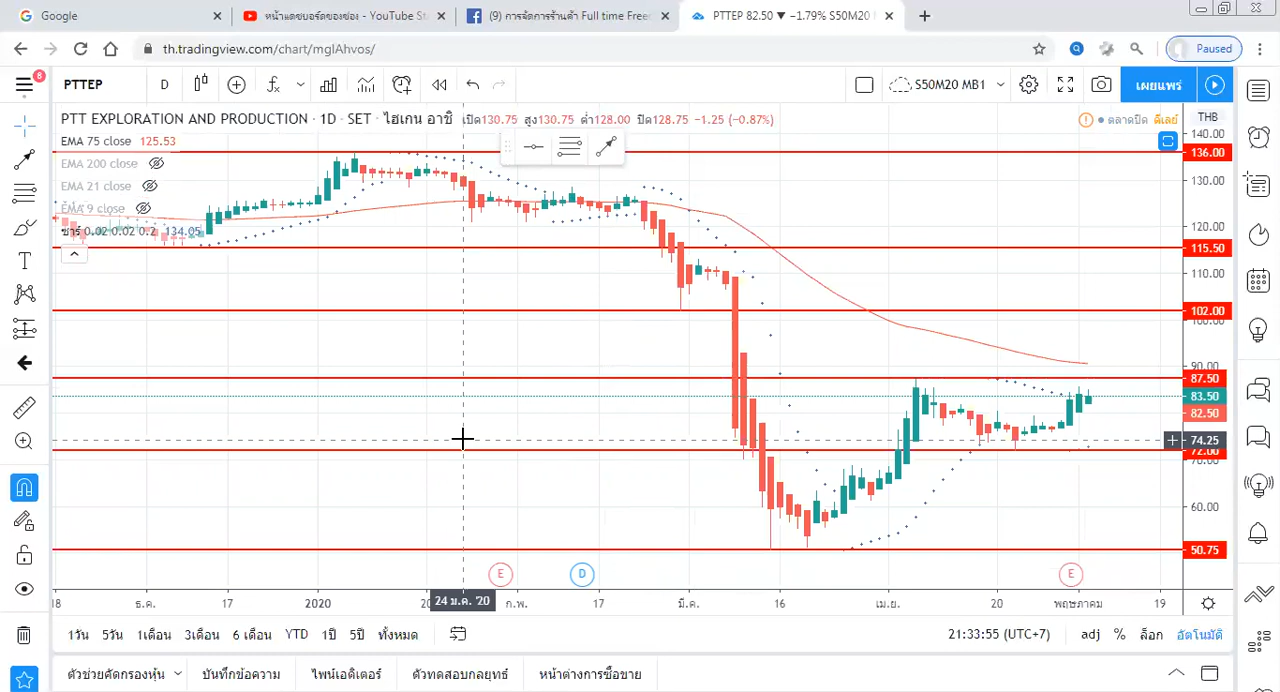 Google
หน้าแดชบอร์ดของช่อง - YouTube S
(9) การจัดการร้านค้า Full time Free
PTTEP 82.50 ▼ −1.79% S50M20
th.tradingview.com/chart/mglAhvos/
Paused
8
PTTEP
D
S50M20 MB1
เผยแพร่
PTT EXPLORATION AND PRODUCTION · 1D · SET · ไฮเกน อาชิ เปิด130.75 สูง130.75 ต่ำ128.00 ปิด128.75 −1.25 (−0.87%)
ตลาดปิด ดีเลย์
THB
EMA 75 close 125.53
EMA 200 close
EMA 21 close
EMA 9 close
ซาร์ 0.02 0.02 0.2 134.05
140.00
136.00
130.00
120.00
115.50
110.00
102.00
100.00
90.00
87.50
83.50
82.50
74.25
72.00
70.00
60.00
50.75
E
D
E
18
ธ.ค.
17
2020
24 ม.ค. '20
ก.พ.
17
มี.ค.
16
เม.ย.
20
พฤษภาคม
19
1วัน 5วัน 1เดือน 3เดือน 6 เดือน YTD 1ปี 5ปี ทั้งหมด
21:33:55 (UTC+7) adj % ล็อก อัตโนมัติ
ตัวช่วยคัดกรองหุ้น บันทึกข้อความ ไพน์เอดิเตอร์ ตัวทดสอบกลยุทธ์ หน้าต่างการซื้อขาย